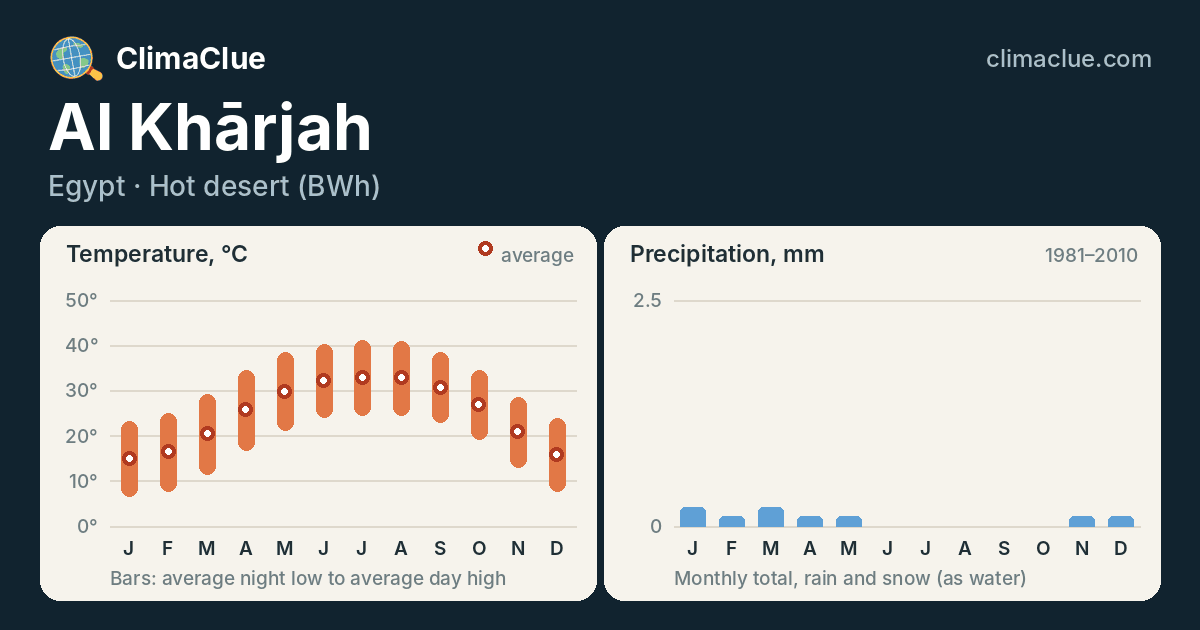 ClimaClue
climaclue.com
Al Khārjah
Egypt · Hot desert (BWh)
Temperature, °C
average
50°
40°
30°
20°
10°
0°
J F M A M J J A S O N D
Bars: average night low to average day high
Precipitation, mm
1981–2010
2.5
0
J F M A M J J A S O N D
Monthly total, rain and snow (as water)